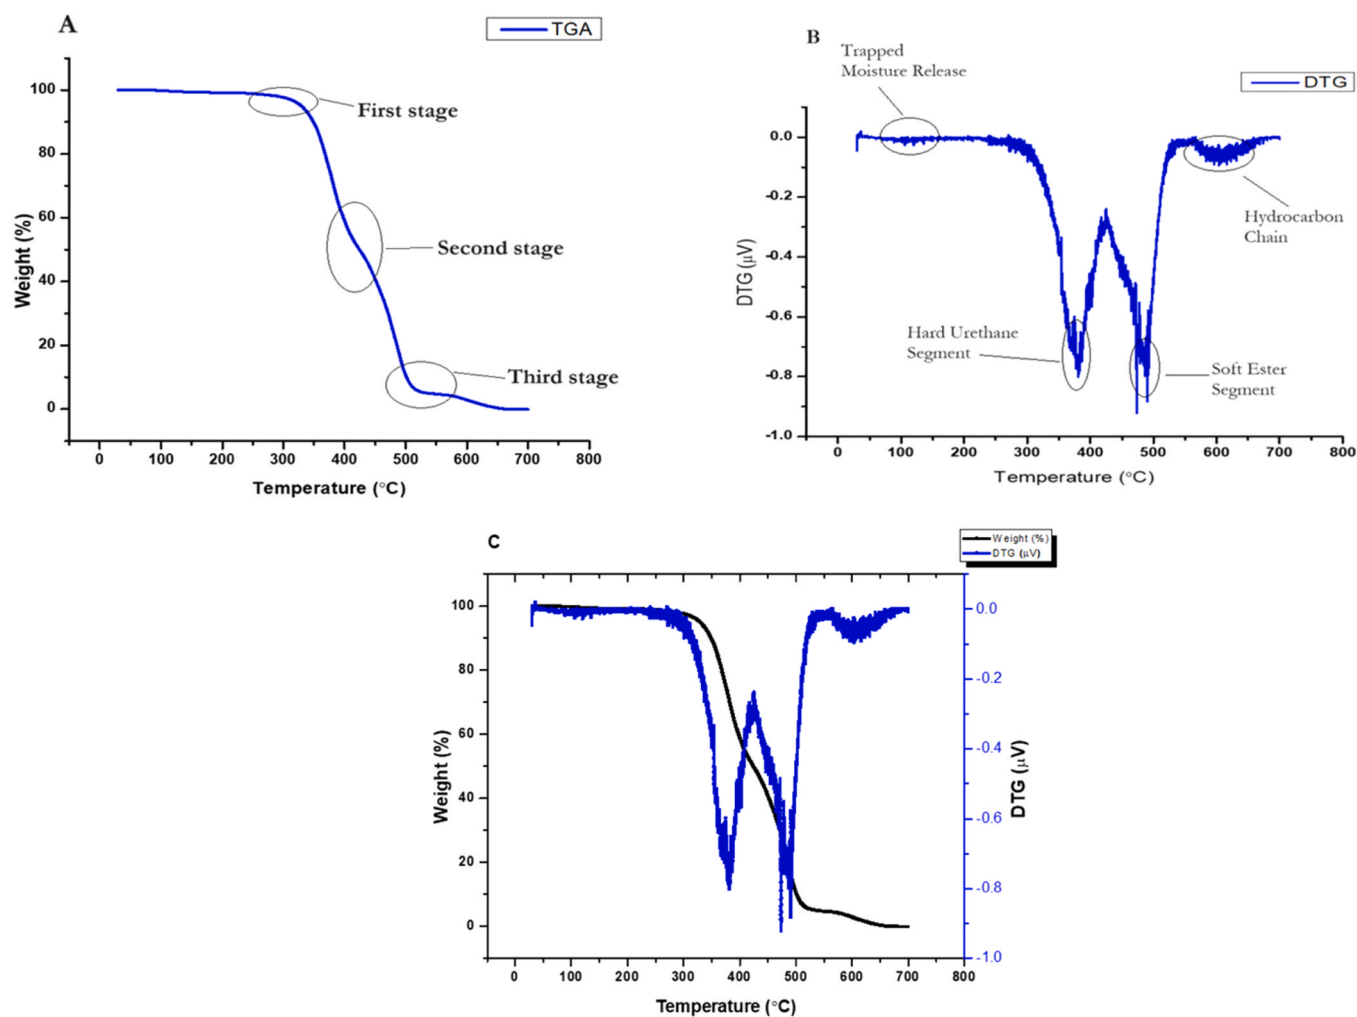 A
TGA
100
80
60
40
20
0
Weight (%)
First stage
Second stage
Third stage
0 100 200 300 400 500 600 700 800
Temperature (°C)
B
Trapped
Moisture Release
DTG
0.0
-0.2
-0.4
-0.6
-0.8
-1.0
DTG (µV)
Hydrocarbon
Chain
Hard Urethane
Segment
Soft Ester
Segment
0 100 200 300 400 500 600 700 800
Temperature (°C)
C
Weight (%)
DTG (µV)
100
80
60
40
20
0
Weight (%)
0.0
-0.2
-0.4
-0.6
-0.8
-1.0
DTG (µV)
0 100 200 300 400 500 600 700 800
Temperature (°C)